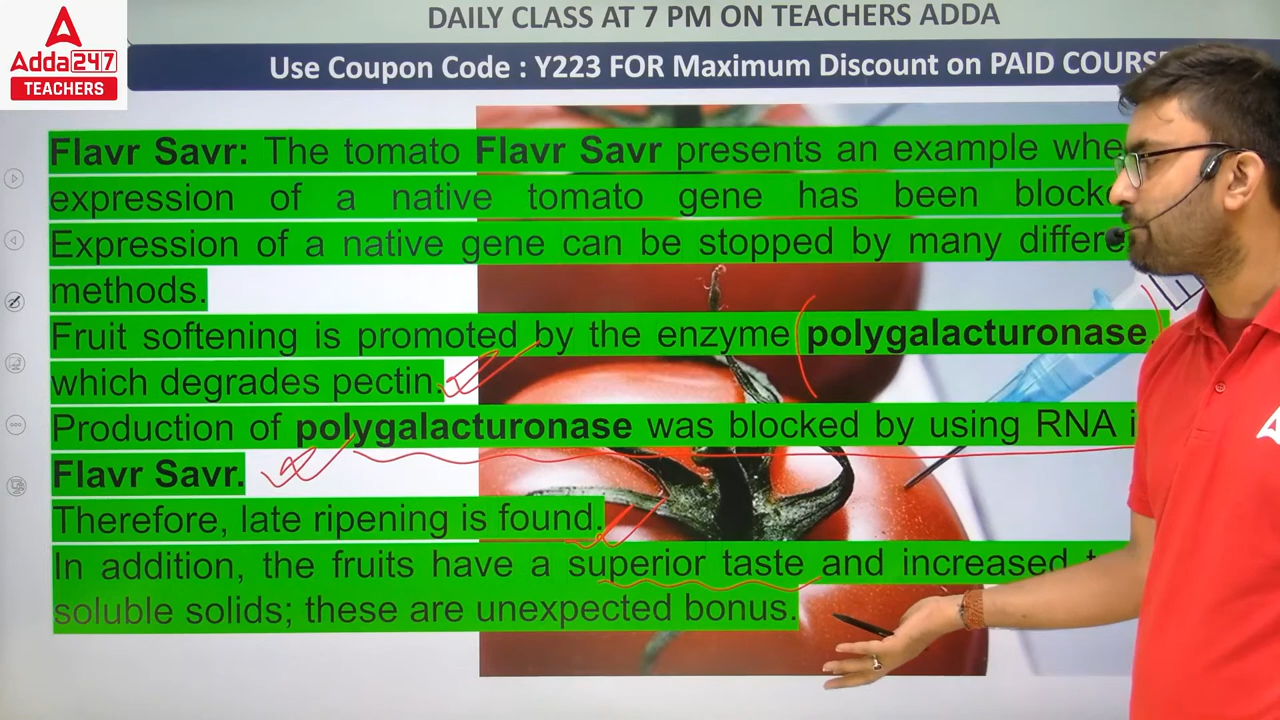 DAILY CLASS AT 7 PM ON TEACHERS ADDA
Adda247
TEACHERS
Use Coupon Code : Y223 FOR Maximum Discount on PAID
Flavr Savr: The tomato Flavr Savr presents an example
expression of a native tomato gene has been
Expression of a native gene can be stopped by many
methods.
Fruit softening is promoted by the enzyme polygalacturonase.
which degrades pectin.
Production of polygalacturonase was blocked by using RNA
Flavr Savr.
Therefore, late ripening is found.
In addition, the fruits have a superior taste and increased
soluble solids; these are unexpected bonus.